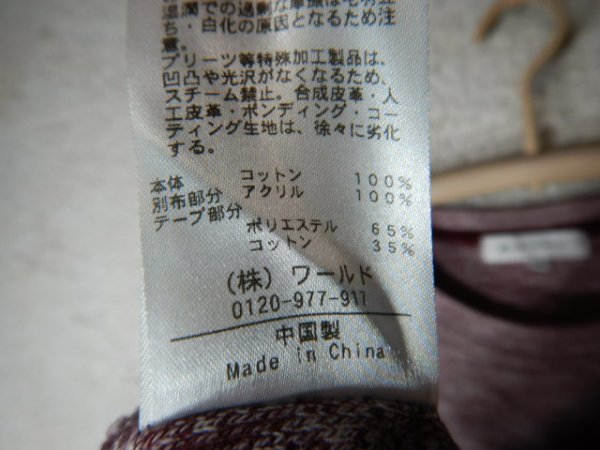 潤での過剰な摩擦は毛羽立
ち・白化の原因となるため注
意。
プリーツ等特殊加工製品は、
凹凸や光沢がなくなるため、
スチーム禁止。合成皮革・人
工皮革・ボンディング・コー
ティング生地は、徐々に劣化
する。
本体 コットン 100%
別布部分 アクリル 100%
テープ部分
ポリエステル 65%
コットン 35%
(株) ワールド
0120-977-917
中国製
Made in China